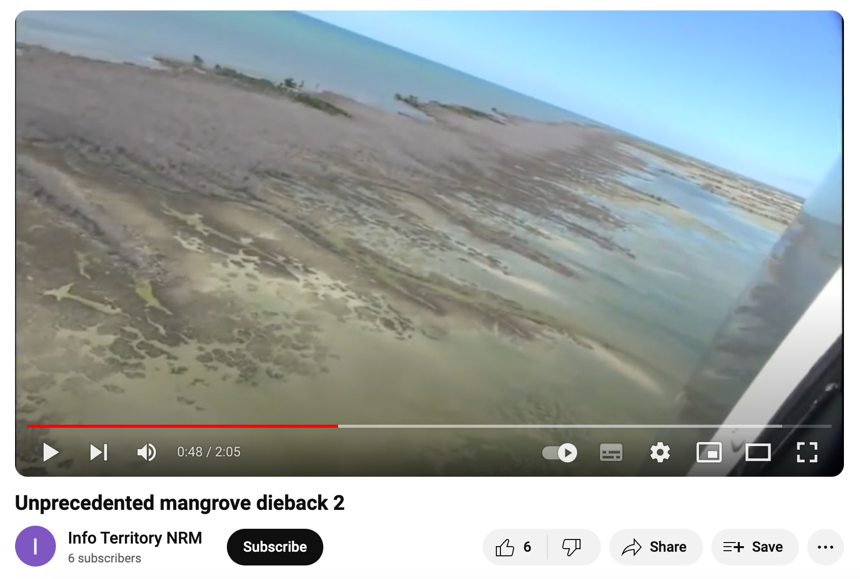 0:48 / 2:05
Unprecedented mangrove dieback 2
I
Info Territory NRM
6 subscribers
Subscribe
6
Share
Save